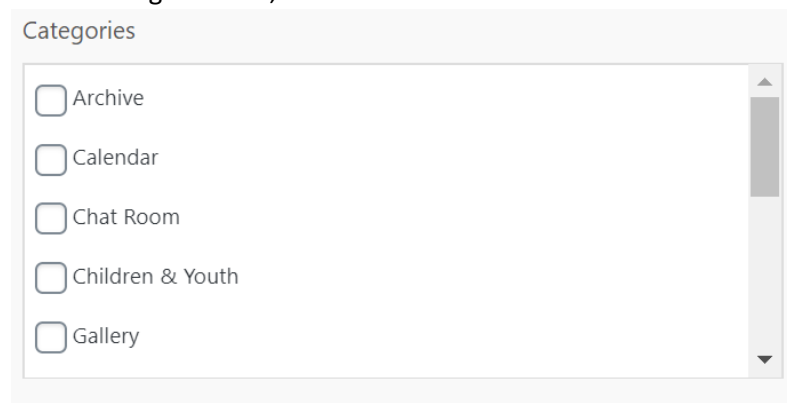 Categories
Archive
Calendar
Chat Room
Children & Youth
Gallery